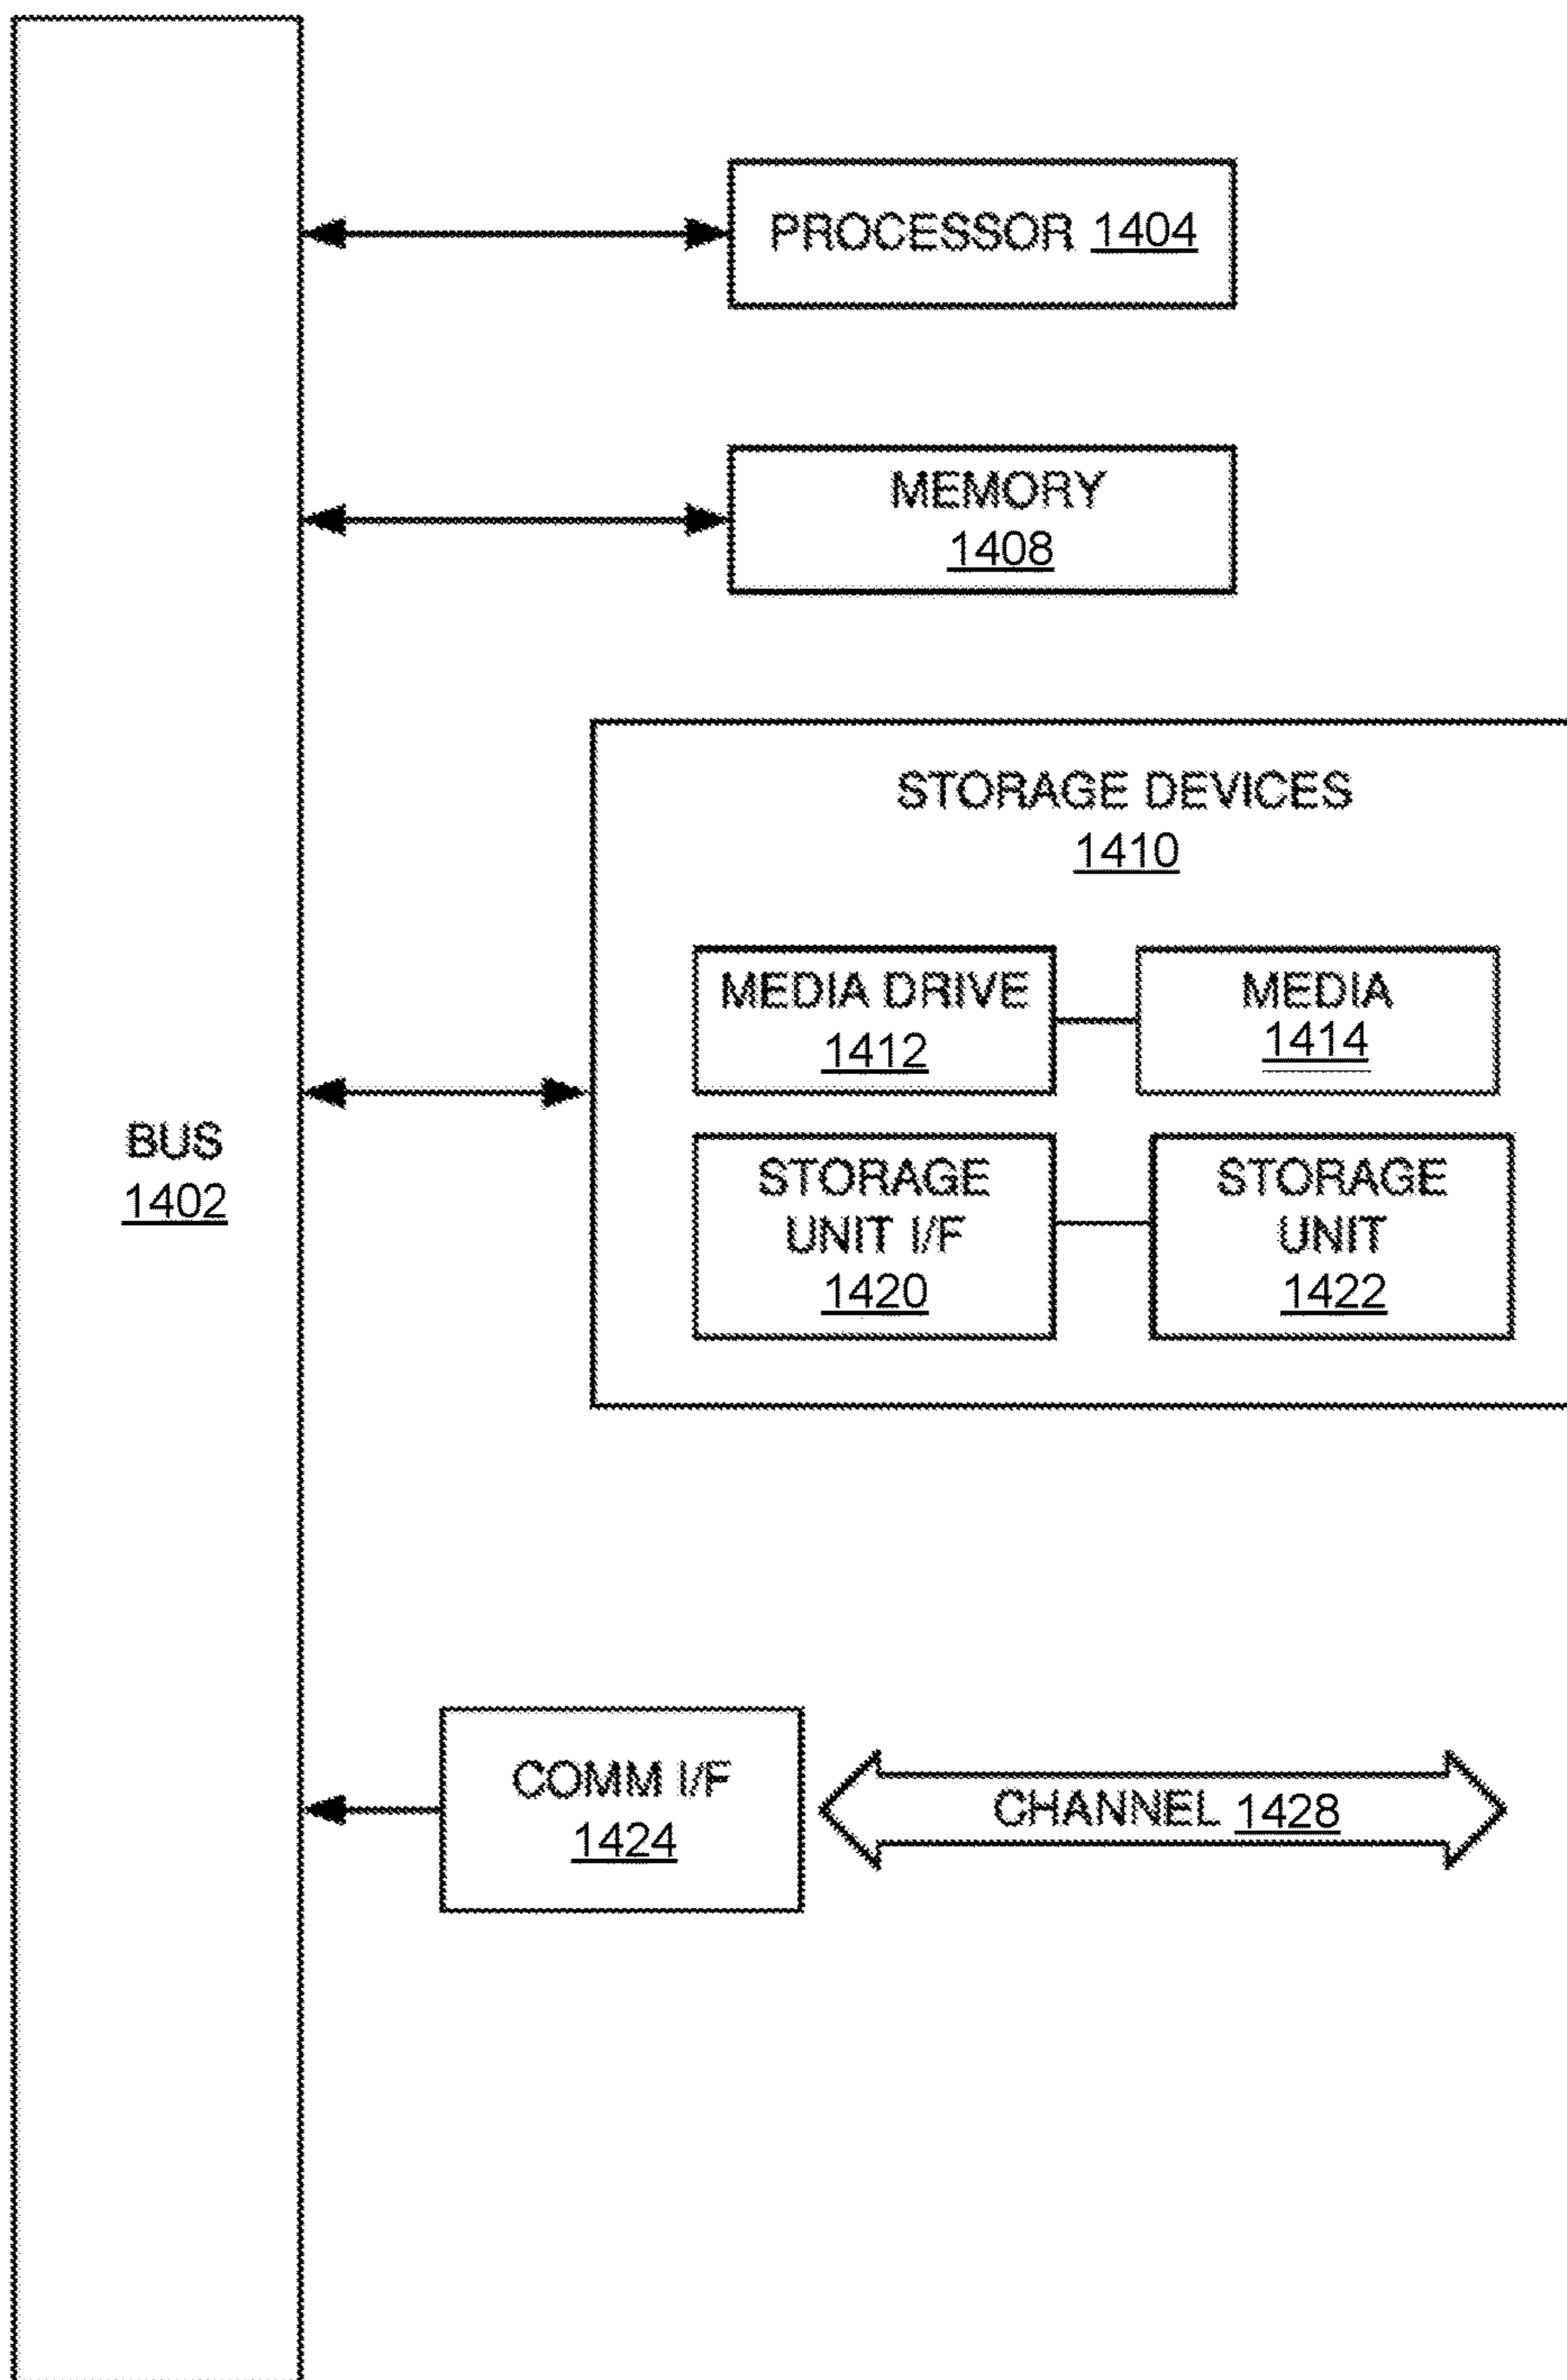 PROCESSOR 1404
MEMORY
1408
STORAGE DEVICES
1410
MEDIA DRIVE
1412
MEDIA
1414
BUS
1402
STORAGE
UNIT I/F
1420
STORAGE
UNIT
1422
COMM I/F
1424
CHANNEL 1428